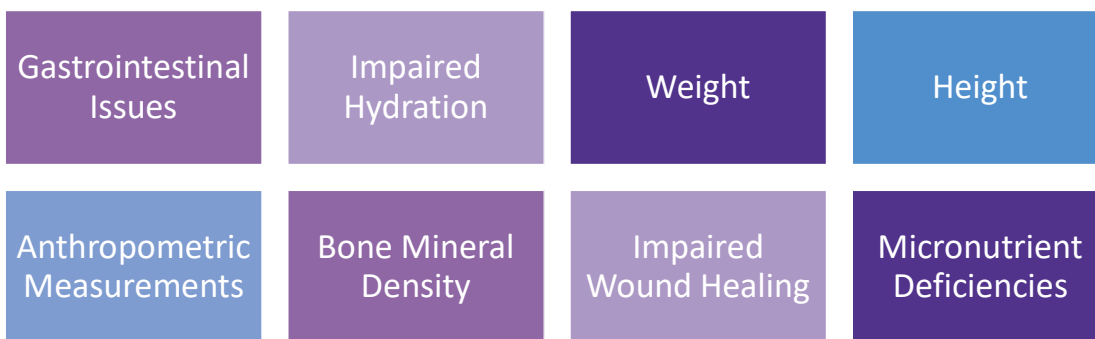 Gastrointestinal
Issues
Impaired
Hydration
Weight
Height
Anthropometric
Measurements
Bone Mineral
Density
Impaired
Wound Healing
Micronutrient
Deficiencies